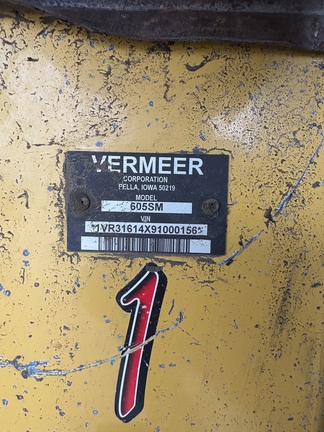 VERMEER
CORPORATION
PELLA, IOWA 50219
MODEL
605SM
VIN
1VR31614X91000156
1